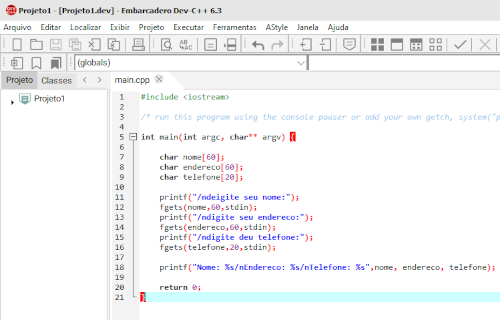 Projeto1 - [Projeto1.dev] - Embarcadero Dev-C++ 6.3
Arquivo Editar Localizar Exibir Projeto Executar Ferramentas AStyle Janela Ajuda
(globals)
Projeto Classes main.cpp
Projeto1
1 #include <iostream>
2
3 /* run this program using the console pauser or add your own getch, system("p
4
5 int main(int argc, char** argv) {
6
7 char nome[60];
8 char endereco[60];
9 char telefone[20];
10
11 printf("/ndeigite seu nome:");
12 fgets(nome,60,stdin);
13 printf("/ndigite seu endereco:");
14 fgets(endereco,60,stdin);
15 printf("/ndigite deu telefone:");
16 fgets(telefone,20,stdin);
17
18 printf("Nome: %s/nEndereco: %s/nTelefone: %s",nome, endereco, telefone);
19
20 return 0;
21 }